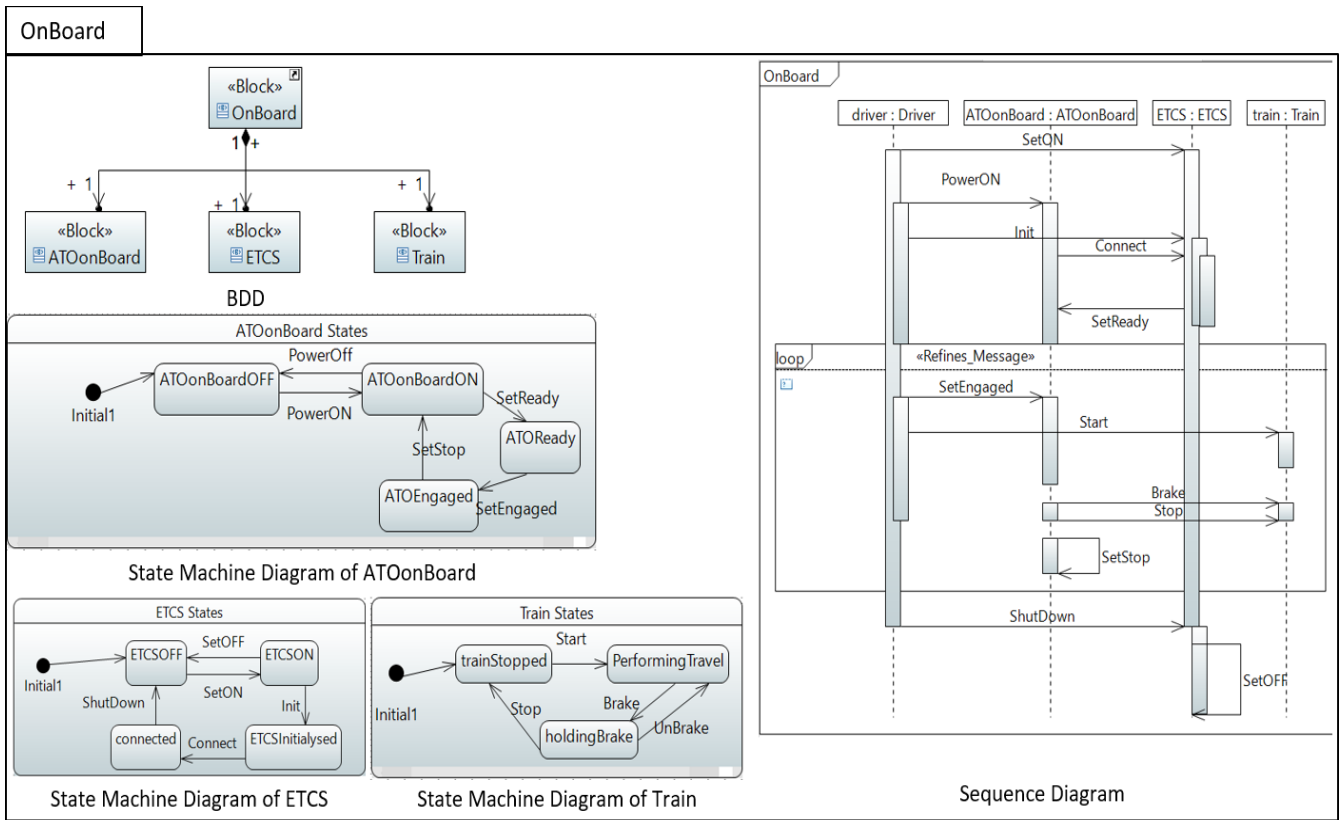 OnBoard
«Block»
OnBoard
1 +
+ 1
+ 1
+ 1
«Block»
ATOonBoard
«Block»
ETCS
«Block»
Train
BDD
ATOonBoard States
PowerOff
ATOonBoardOFF
ATOonBoardON
Initial1
PowerON
SetReady
ATOReady
SetStop
ATOEngaged
SetEngaged
State Machine Diagram of ATOonBoard
ETCS States
SetOFF
ETCSOFF
ETCSON
Initial1
SetON
ShutDown
Init
connected
Connect
ETCSInitialysed
State Machine Diagram of ETCS
Train States
Start
trainStopped
PerformingTravel
Initial1
Stop
Brake
UnBrake
holdingBrake
State Machine Diagram of Train
OnBoard
driver : Driver
ATOonBoard : ATOonBoard
ETCS : ETCS
train : Train
SetON
PowerON
Init
Connect
SetReady
loop
«Refines_Message»
SetEngaged
Start
Brake
Stop
SetStop
ShutDown
SetOFF
Sequence Diagram